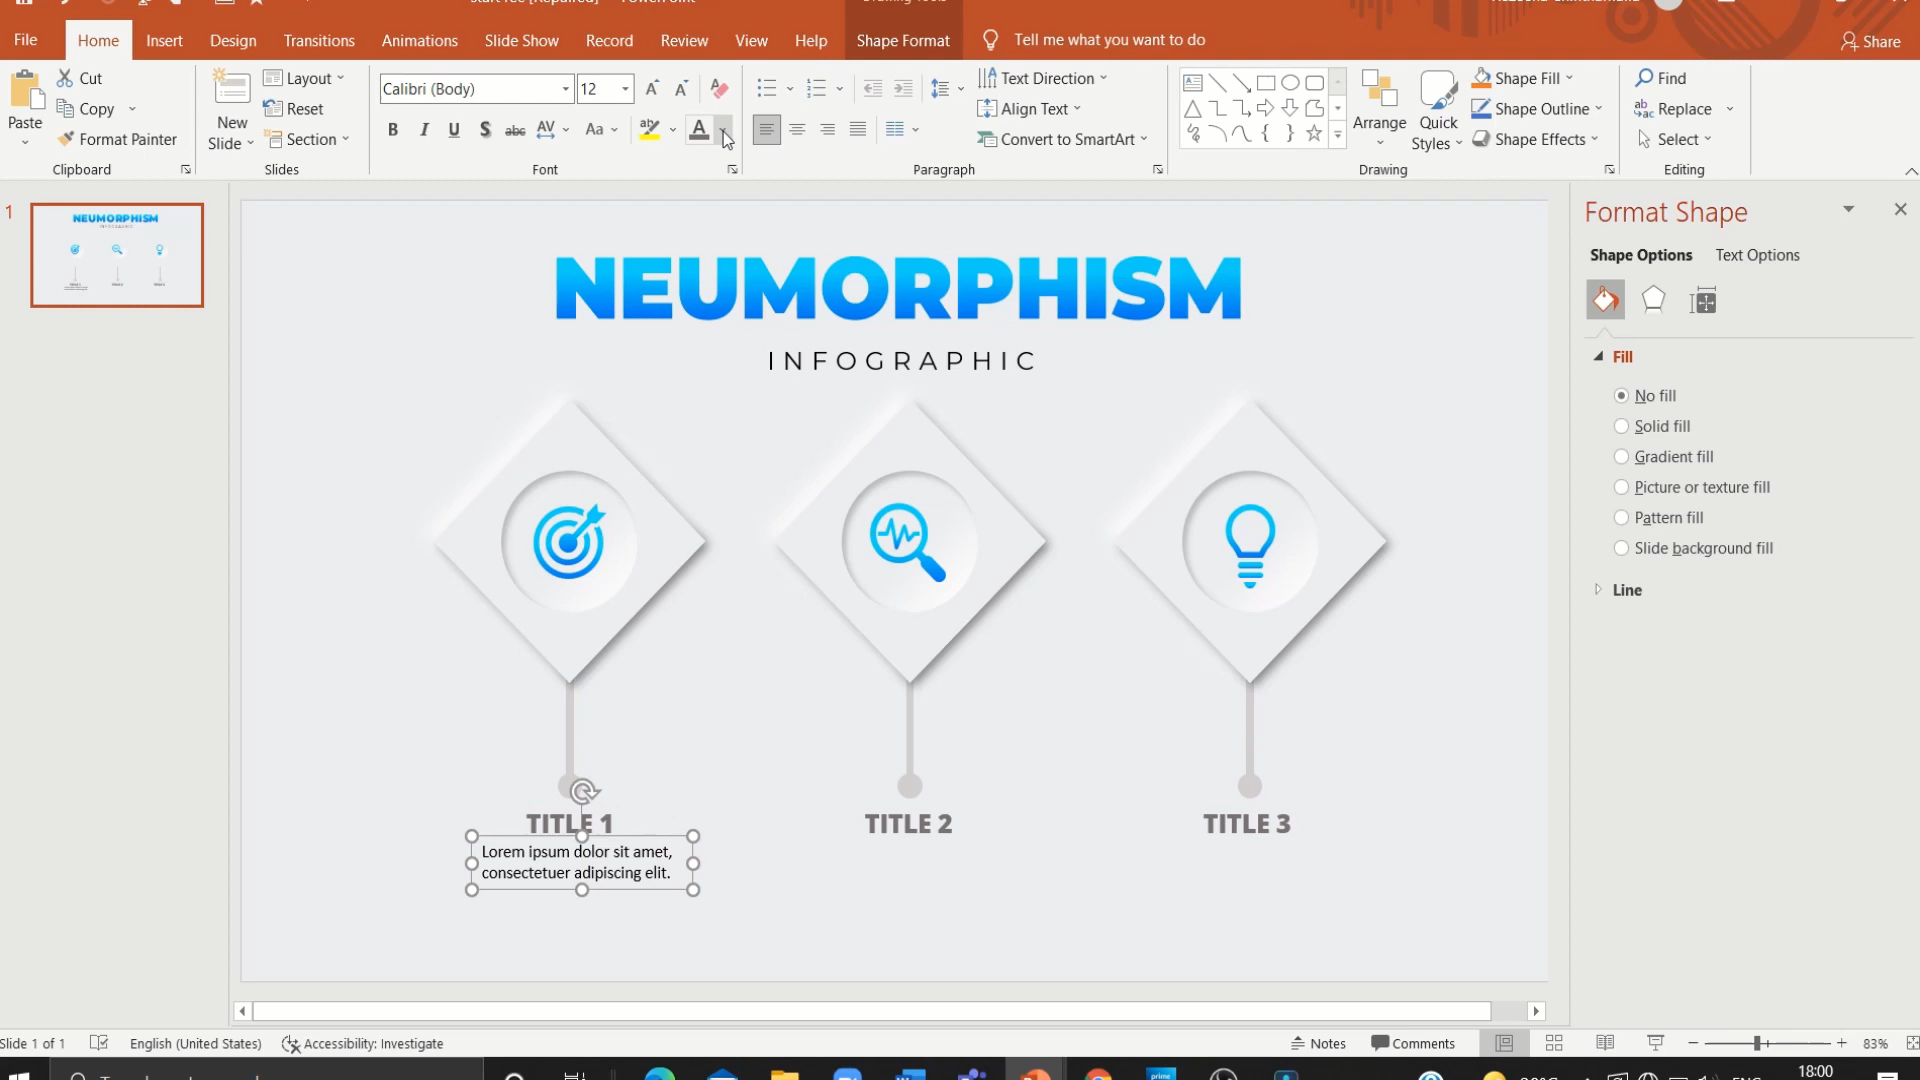 File
Home
Insert
Design
Transitions
Animations
Slide Show
Record
Review
View
Help
Shape Format
Tell me what you want to do
Share
Paste
Cut
Copy
Format Painter
Clipboard
New Slide
Layout
Reset
Section
Slides
Calibri (Body)
12
B I U S abc AV Aa
Font
Paragraph
Text Direction
Align Text
Convert to SmartArt
Arrange
Quick Styles
Shape Fill
Shape Outline
Shape Effects
Drawing
Find
Replace
Select
Editing
1
NEUMORPHISM
INFOGRAPHIC
TITLE 1
TITLE 2
TITLE 3
Lorem ipsum dolor sit amet,
consectetuer adipiscing elit.
Format Shape
Shape Options
Text Options
Fill
No fill
Solid fill
Gradient fill
Picture or texture fill
Pattern fill
Slide background fill
Line
Slide 1 of 1
English (United States)
Accessibility: Investigate
Notes
Comments
83%
prime
18:00